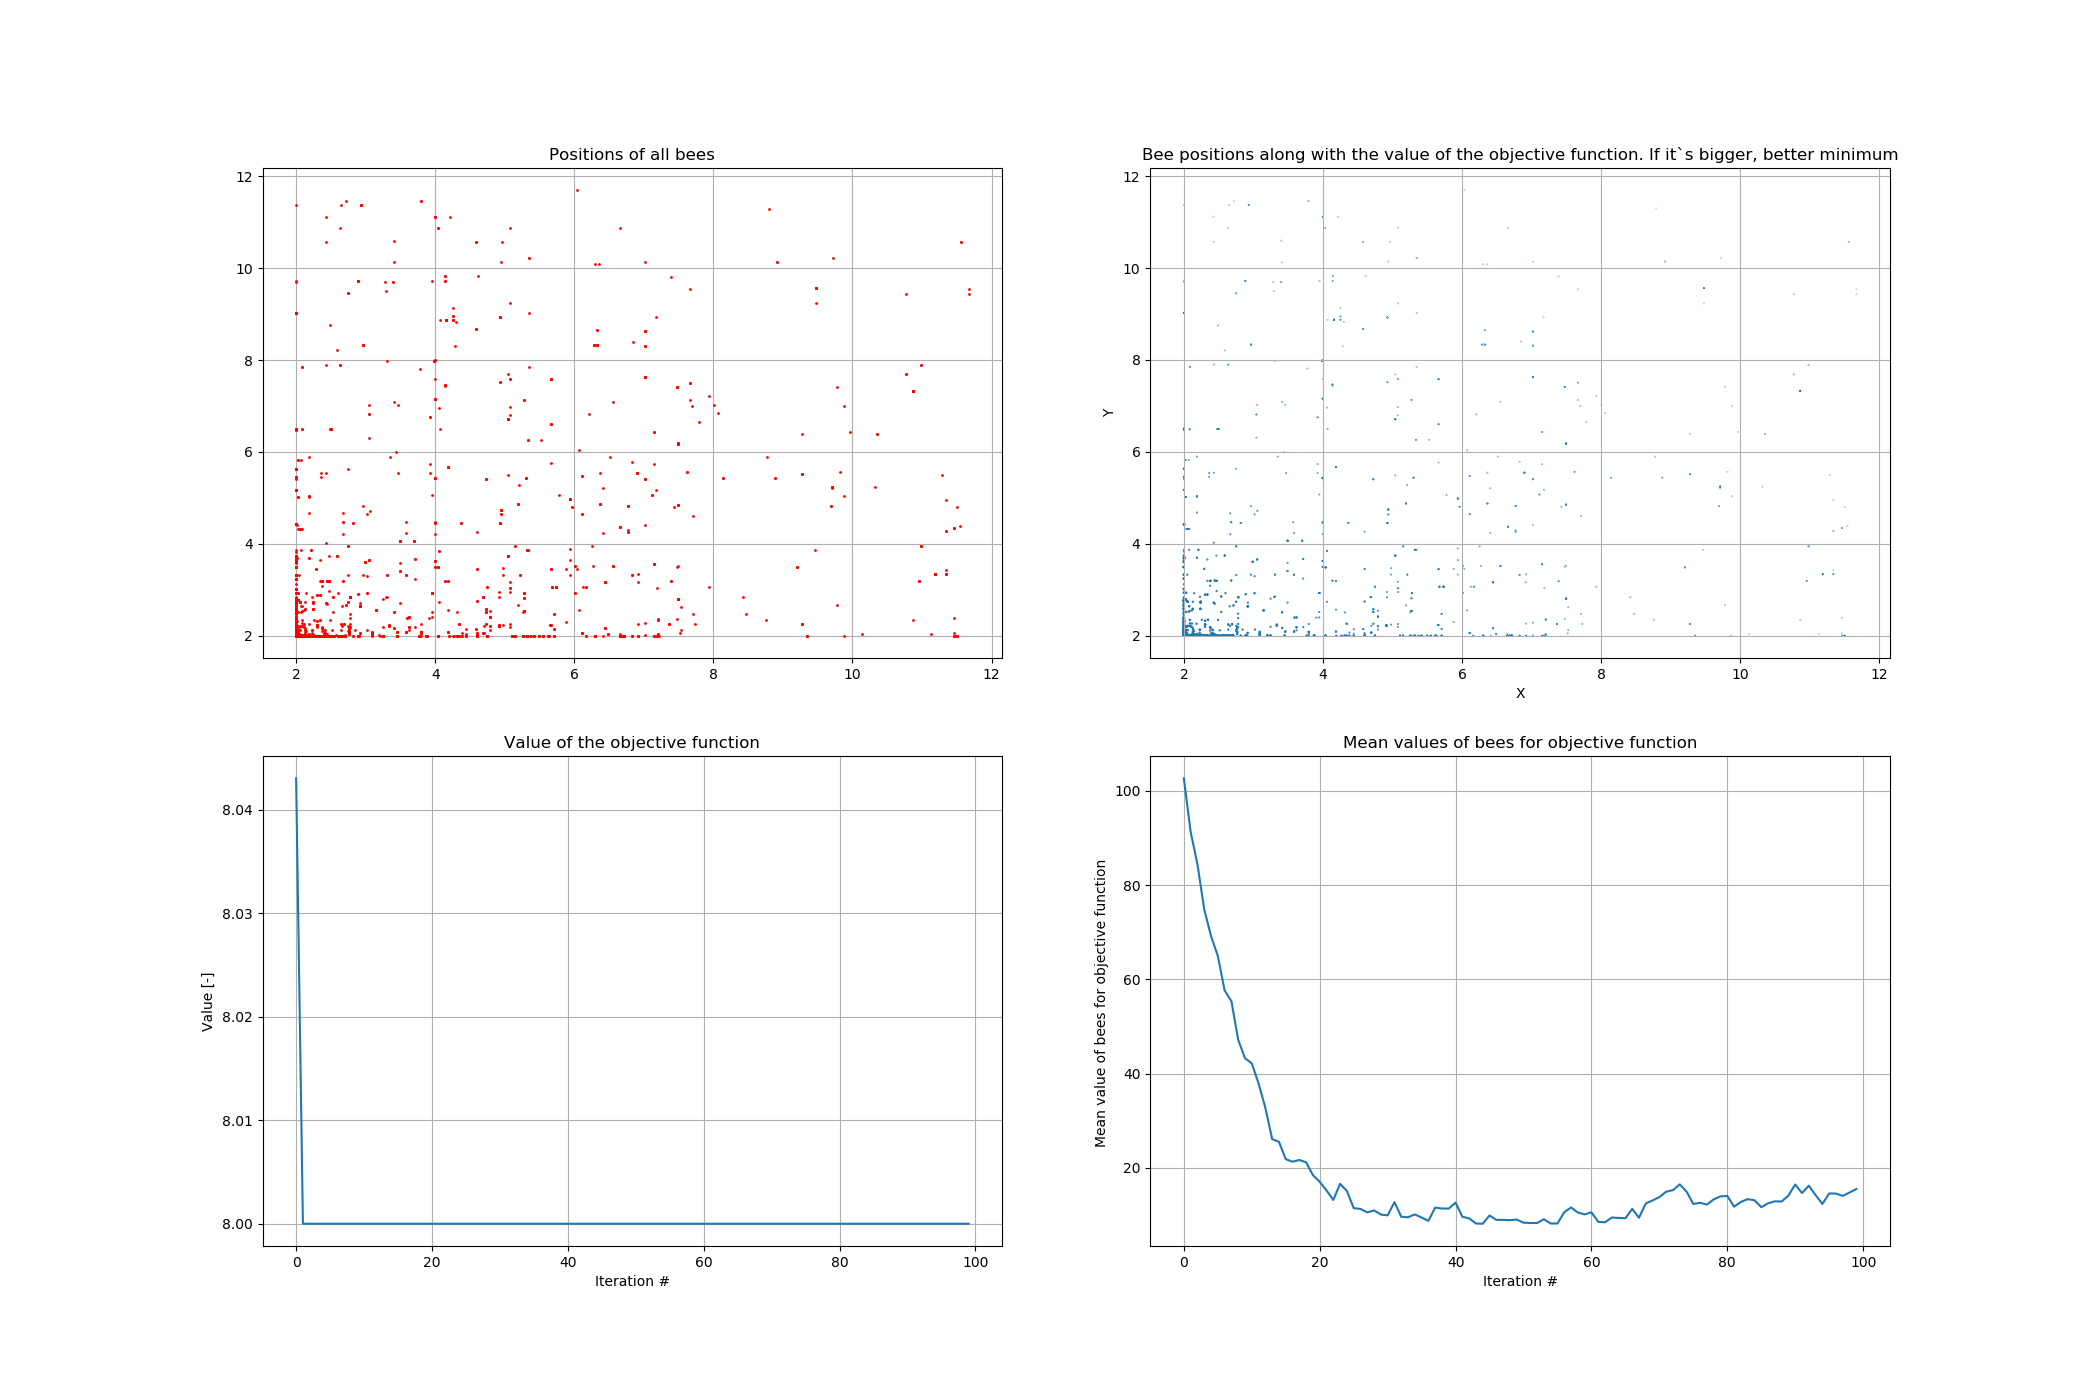 Positions of all bees
12
10
8
6
4
2
2 4 6 8 10 12
Bee positions along with the value of the objective function. If it`s bigger, better minimum
12
10
8
6
4
2
Y
2 4 6 8 10 12
X
Value of the objective function
8.04
8.03
8.02
8.01
8.00
Value [-]
0 20 40 60 80 100
Iteration #
Mean values of bees for objective function
100
80
60
40
20
Mean value of bees for objective function
0 20 40 60 80 100
Iteration #